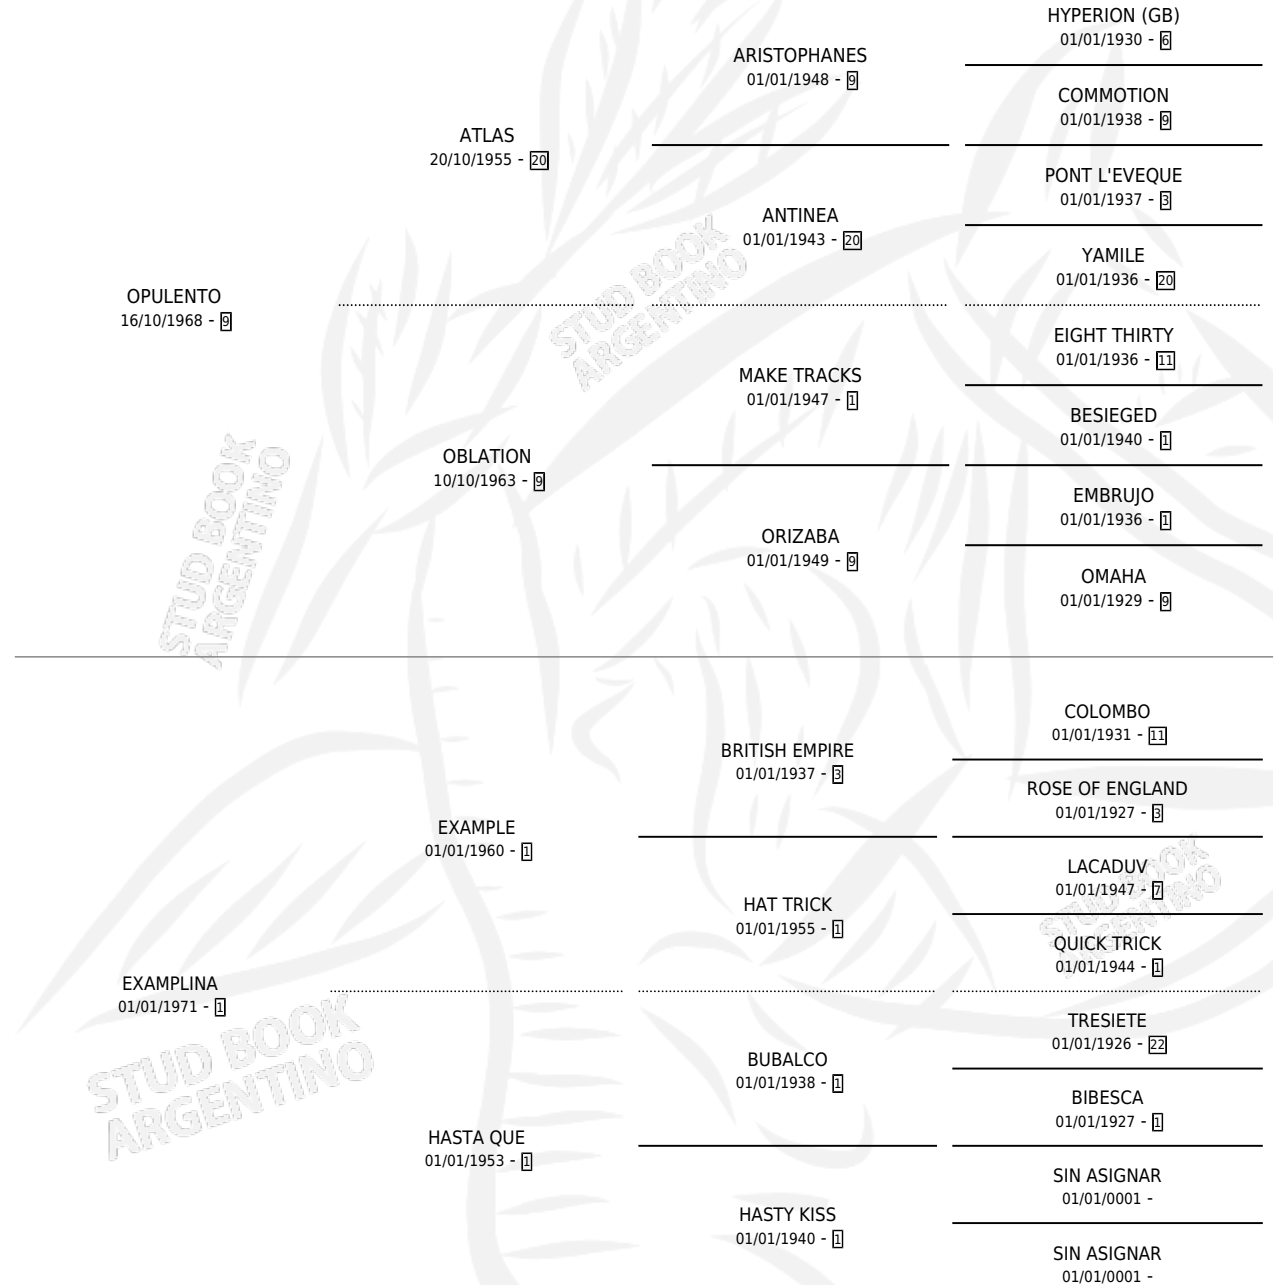 HYPERION (GB)
01/01/1930 - 6
ARISTOPHANES
01/01/1948 - 9
COMMOTION
01/01/1938 - 9
ATLAS
20/10/1955 - 20
PONT L'EVEQUE
01/01/1937 - 3
ANTINEA
01/01/1943 - 20
YAMILE
01/01/1936 - 20
OPULENTO
16/10/1968 - 9
EIGHT THIRTY
01/01/1936 - 11
MAKE TRACKS
01/01/1947 - 1
BESIEGED
01/01/1940 - 1
OBLATION
10/10/1963 - 9
EMBRUJO
01/01/1936 - 1
ORIZABA
01/01/1949 - 9
OMAHA
01/01/1929 - 9
COLOMBO
01/01/1931 - 11
BRITISH EMPIRE
01/01/1937 - 3
ROSE OF ENGLAND
01/01/1927 - 3
EXAMPLE
01/01/1960 - 1
LACADUV
01/01/1947 - 7
HAT TRICK
01/01/1955 - 1
QUICK TRICK
01/01/1944 - 1
EXAMPLINA
01/01/1971 - 1
TRESIETE
01/01/1926 - 22
BUBALCO
01/01/1938 - 1
BIBESCA
01/01/1927 - 1
HASTA QUE
01/01/1953 - 1
SIN ASIGNAR
01/01/0001 -
HASTY KISS
01/01/1940 - 1
SIN ASIGNAR
01/01/0001 -
STUD BOOK
ARGENTINO
STUD BOOK
ARGENTINO
STUD BOOK
ARGENTINO
STUD BOOK
ARGENTINO